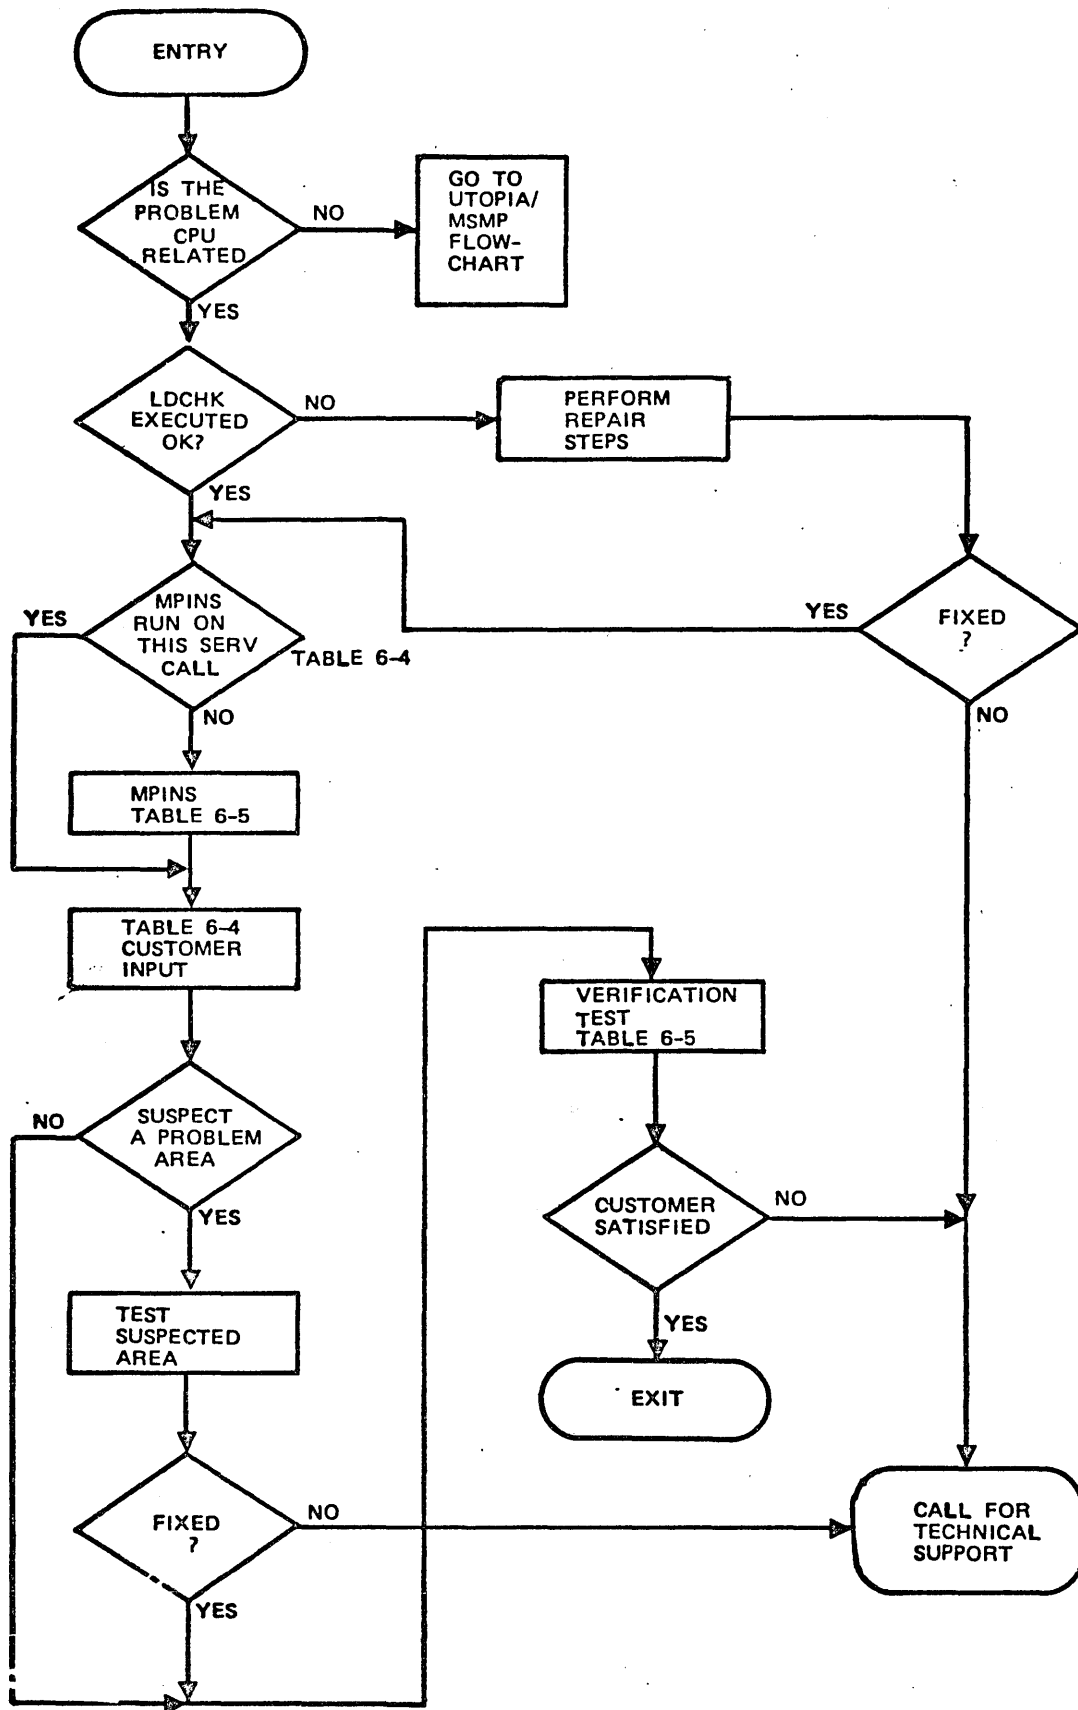 ENTRY
IS THE
PROBLEM
CPU
RELATED
NO
GO TO
UTOPIA/
MSMP
FLOW-
CHART
YES
LDCHK
EXECUTED
OK?
NO
PERFORM
REPAIR
STEPS
YES
MPINS
RUN ON
THIS SERV
CALL
YES
TABLE 6-4
NO
YES
FIXED
?
NO
MPINS
TABLE 6-5
TABLE 6-4
CUSTOMER
INPUT
SUSPECT
A PROBLEM
AREA
NO
YES
TEST
SUSPECTED
AREA
FIXED
?
NO
YES
VERIFICATION
TEST
TABLE 6-5
CUSTOMER
SATISFIED
NO
YES
EXIT
CALL FOR
TECHNICAL
SUPPORT